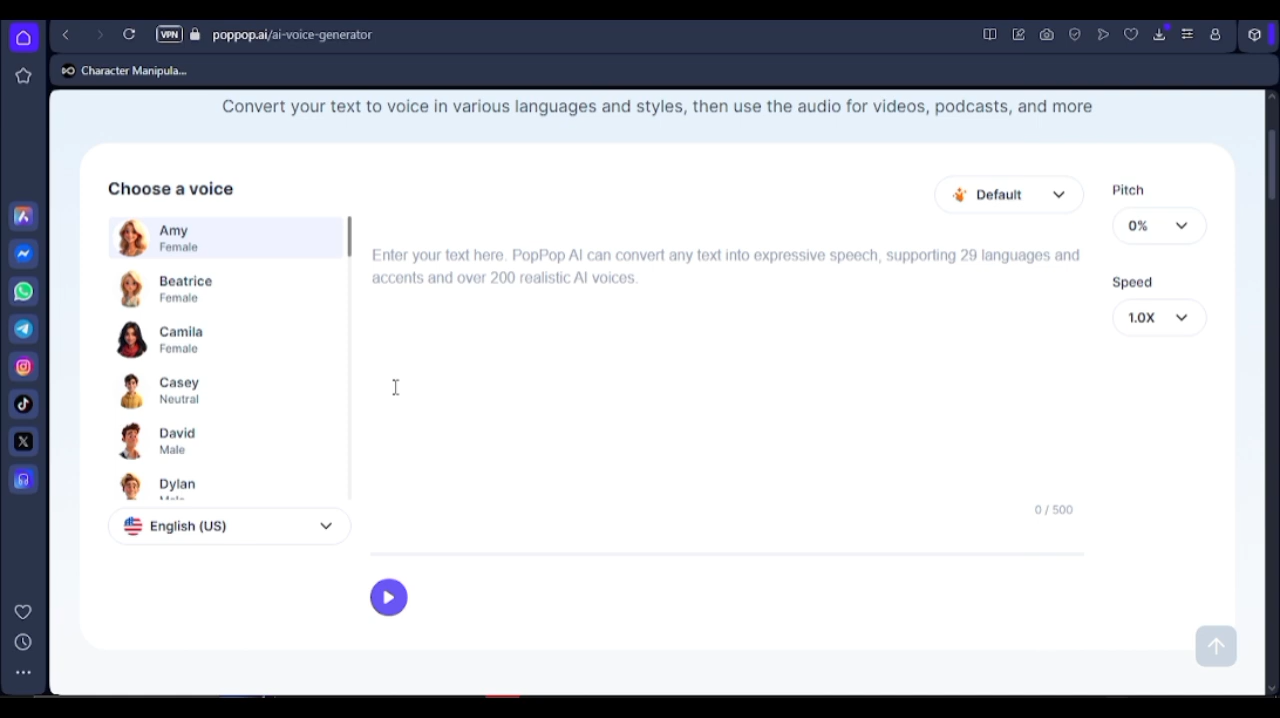 VPN
poppop.ai/ai-voice-generator
Character Manipula...
Convert your text to voice in various languages and styles, then use the audio for videos, podcasts, and more
Choose a voice
Default
Pitch
0%
Speed
1.0X
Amy
Female
Beatrice
Female
Camila
Female
Casey
Neutral
David
Male
Dylan
Enter your text here. PopPop AI can convert any text into expressive speech, supporting 29 languages and
accents and over 200 realistic AI voices.
0 / 500
English (US)